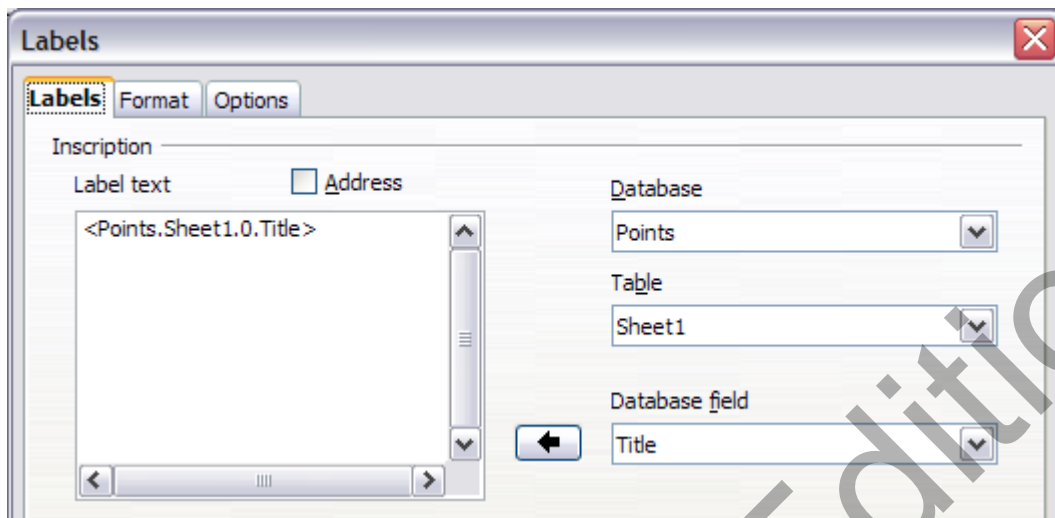 Labels
Labels Format Options
Inscription
Label text Address
Database
<Points.Sheet1.0.Title>
Points
Table
Sheet1
Database field
Title